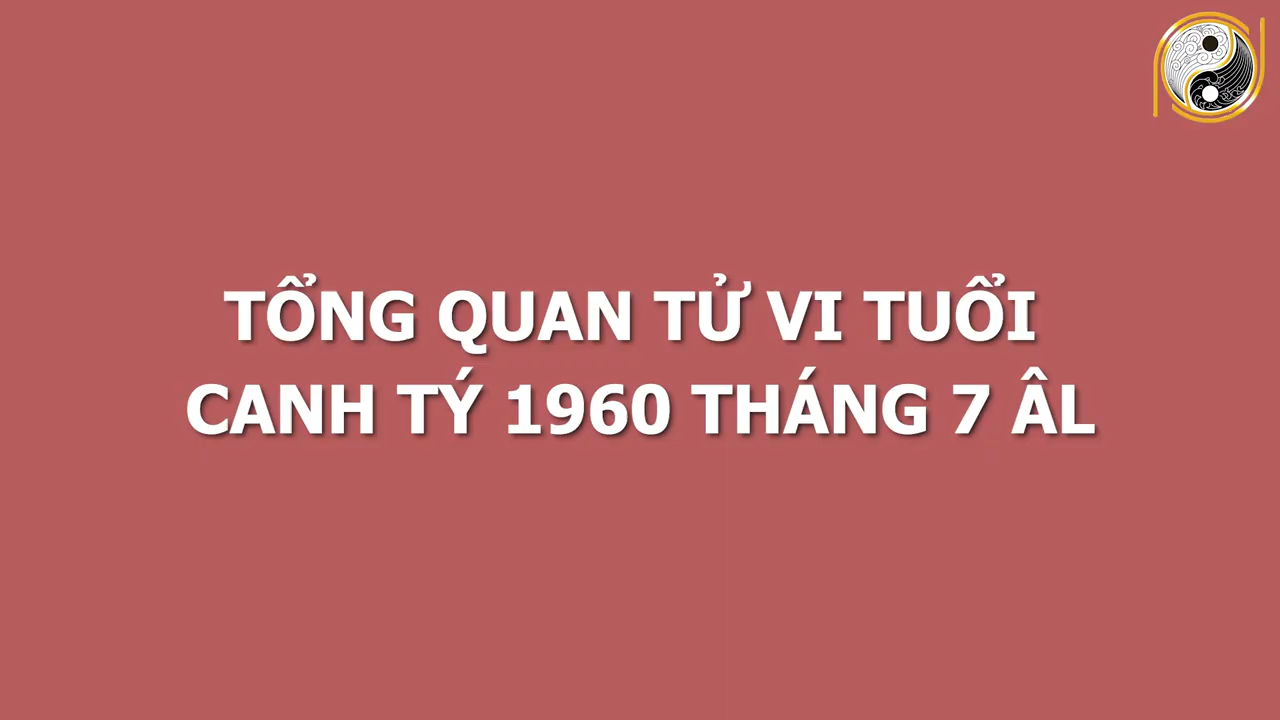 TỔNG QUAN TỬ VI TUỔI
CANH TÝ 1960 THÁNG 7 ÂL